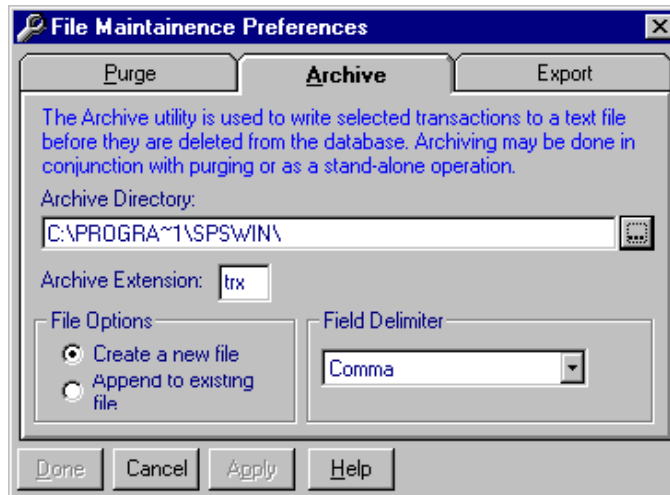 File Maintainence Preferences
Purge Archive Export
The Archive utility is used to write selected transactions to a text file
before they are deleted from the database. Archiving may be done in
conjunction with purging or as a stand-alone operation.
Archive Directory:
C:\PROGRA~1\SPSWIN\
...
Archive Extension: trx
File Options
Create a new file
Append to existing
file
Field Delimiter
Comma
Done Cancel Apply Help